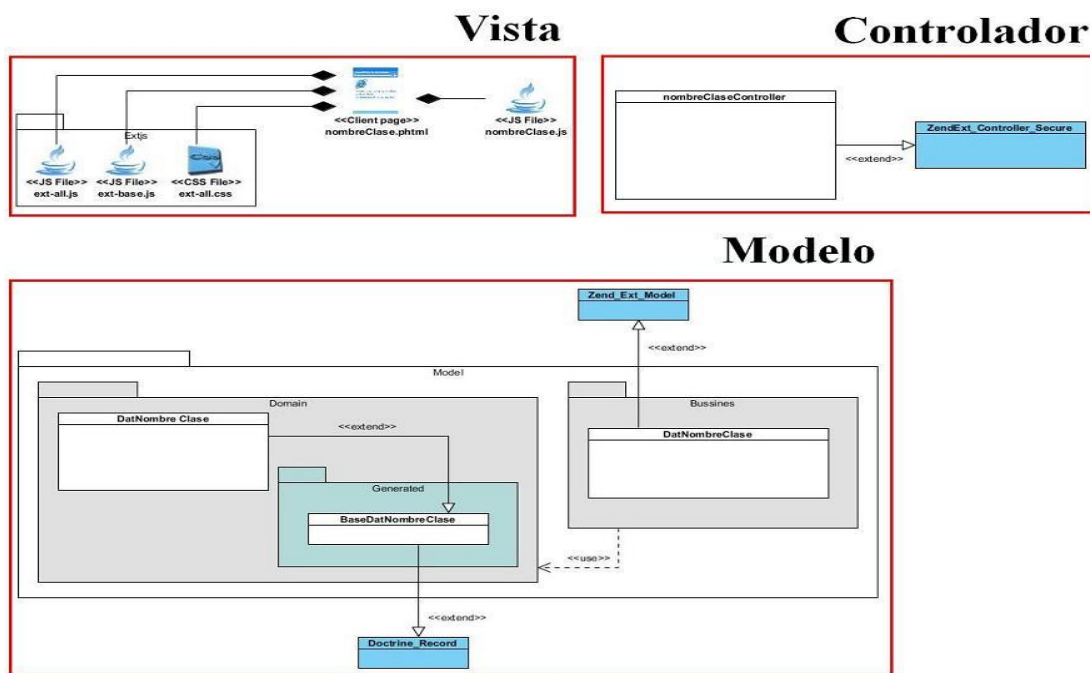 Vista
Extjs
<<JS File>>
ext-all.js
<<JS File>>
ext-base.js
<<CSS File>>
ext-all.css
<<Client page>>
nombreClase.phtml
<<JS File>>
nombreClase.js
Controlador
nombreClaseController
<<extend>>
ZendExt_Controller_Secure
Modelo
Zend_Ext_Model
<<extend>>
Model
Domain
DatNombre Clase
<<extend>>
Generated
BaseDatNombreClase
Bussines
DatNombreClase
<<use>>
<<extend>>
Doctrine_Record